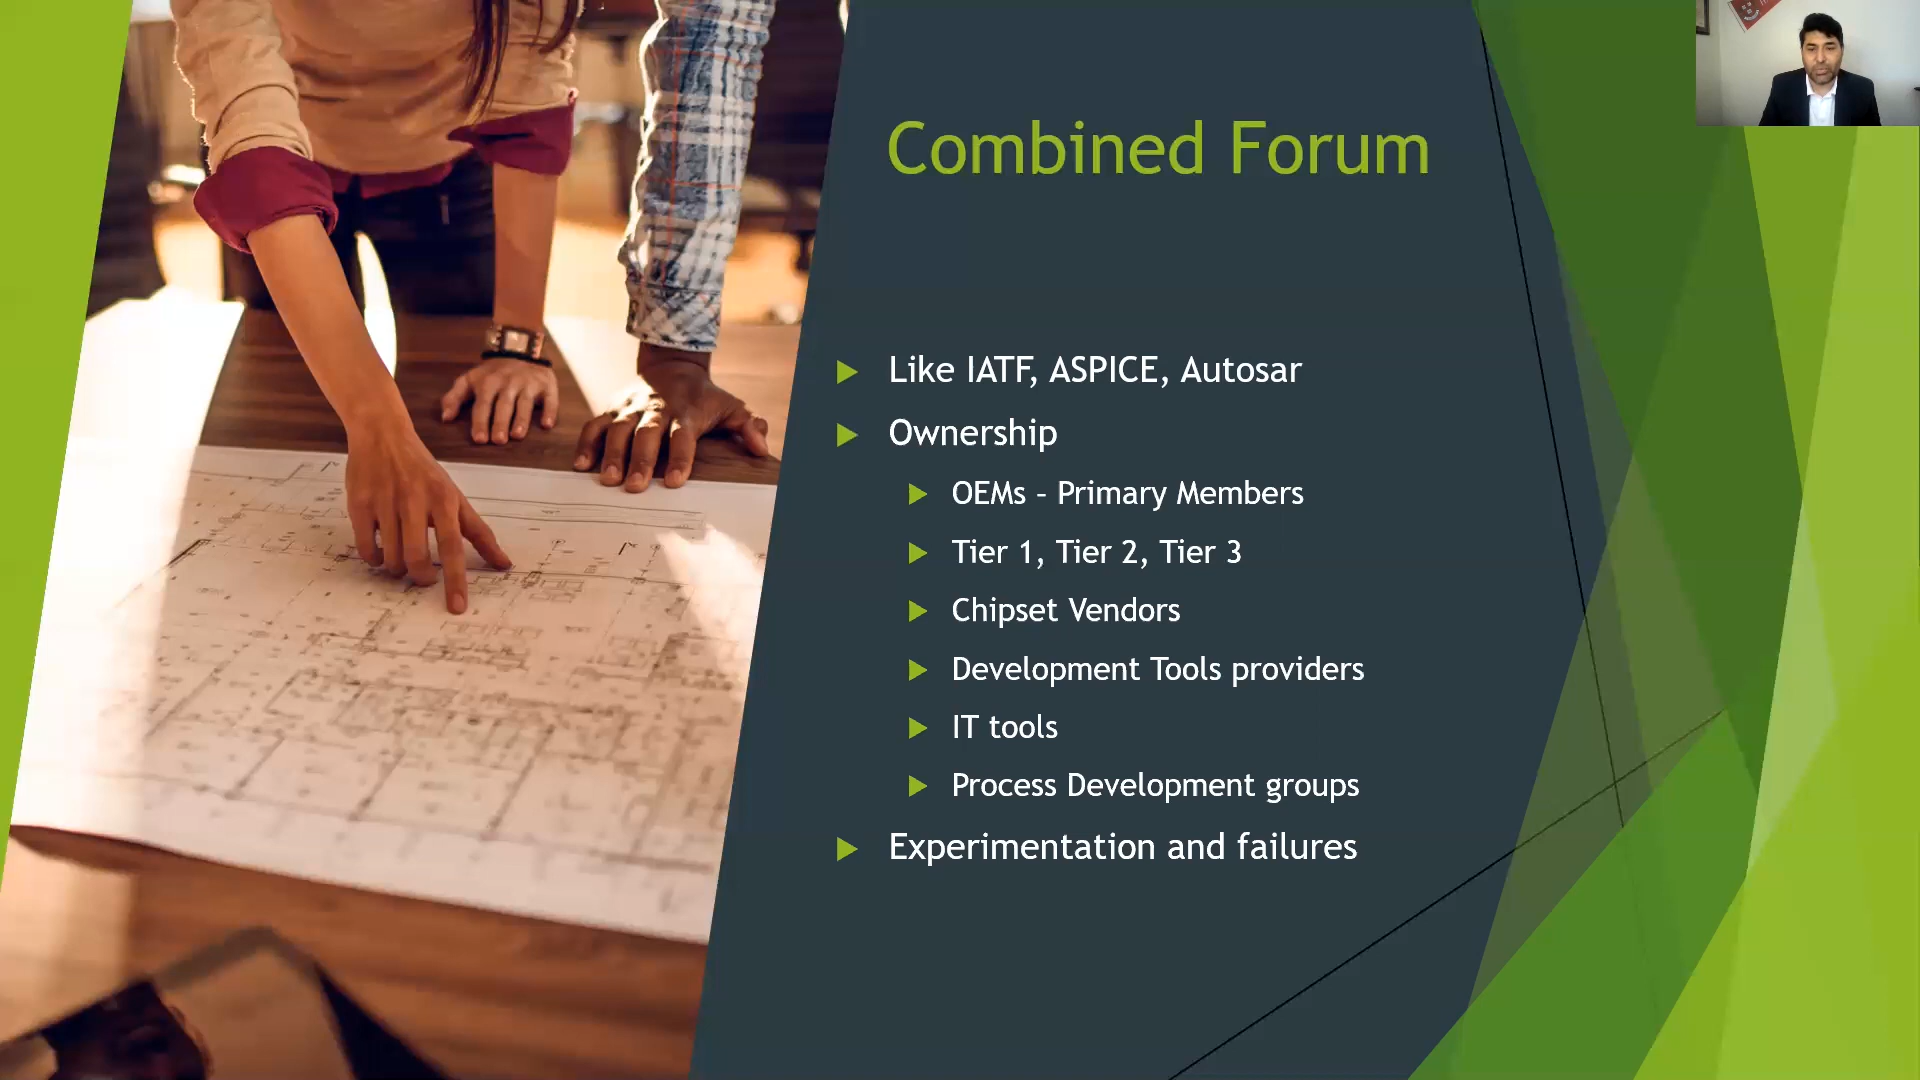 Combined Forum
Like IATF, ASPICE, Autosar
Ownership
OEMs – Primary Members
Tier 1, Tier 2, Tier 3
Chipset Vendors
Development Tools providers
IT tools
Process Development groups
Experimentation and failures